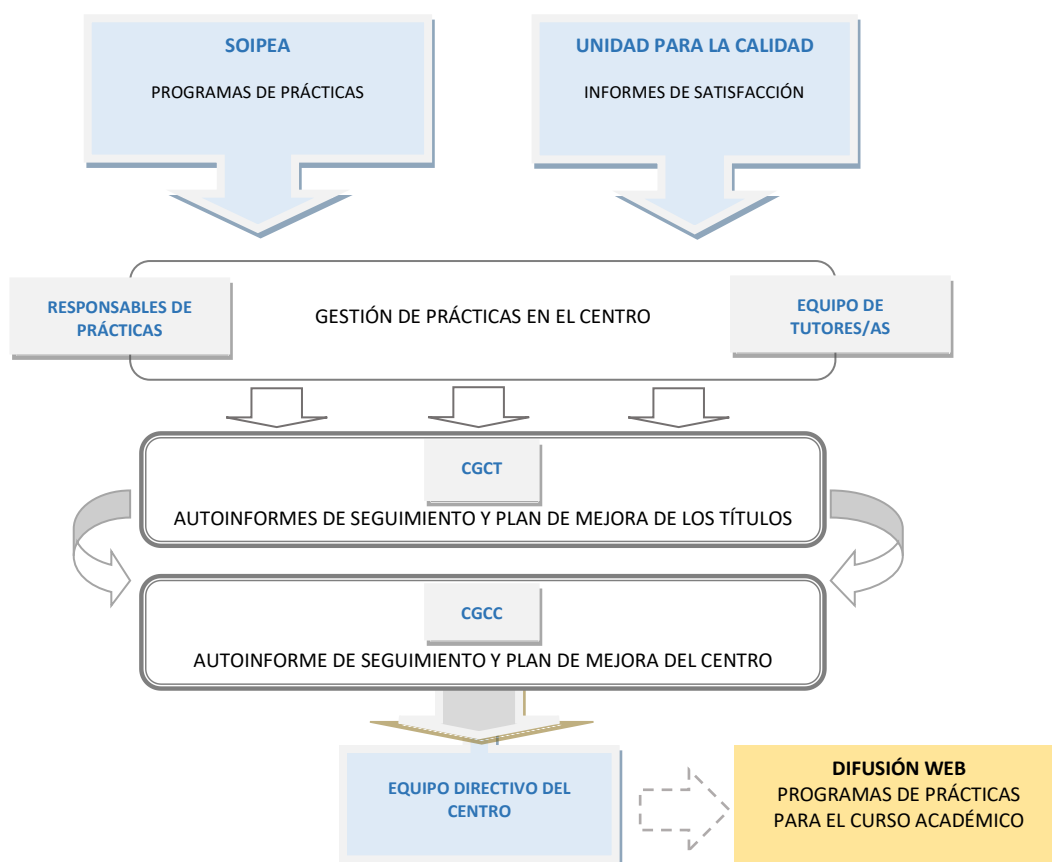 SOIPEA
PROGRAMAS DE PRÁCTICAS
UNIDAD PARA LA CALIDAD
INFORMES DE SATISFACCIÓN
RESPONSABLES DE
PRÁCTICAS
GESTIÓN DE PRÁCTICAS EN EL CENTRO
EQUIPO DE
TUTORES/AS
CGCT
AUTOINFORMES DE SEGUIMIENTO Y PLAN DE MEJORA DE LOS TÍTULOS
CGCC
AUTOINFORME DE SEGUIMIENTO Y PLAN DE MEJORA DEL CENTRO
EQUIPO DIRECTIVO DEL
CENTRO
DIFUSIÓN WEB
PROGRAMAS DE PRÁCTICAS
PARA EL CURSO ACADÉMICO